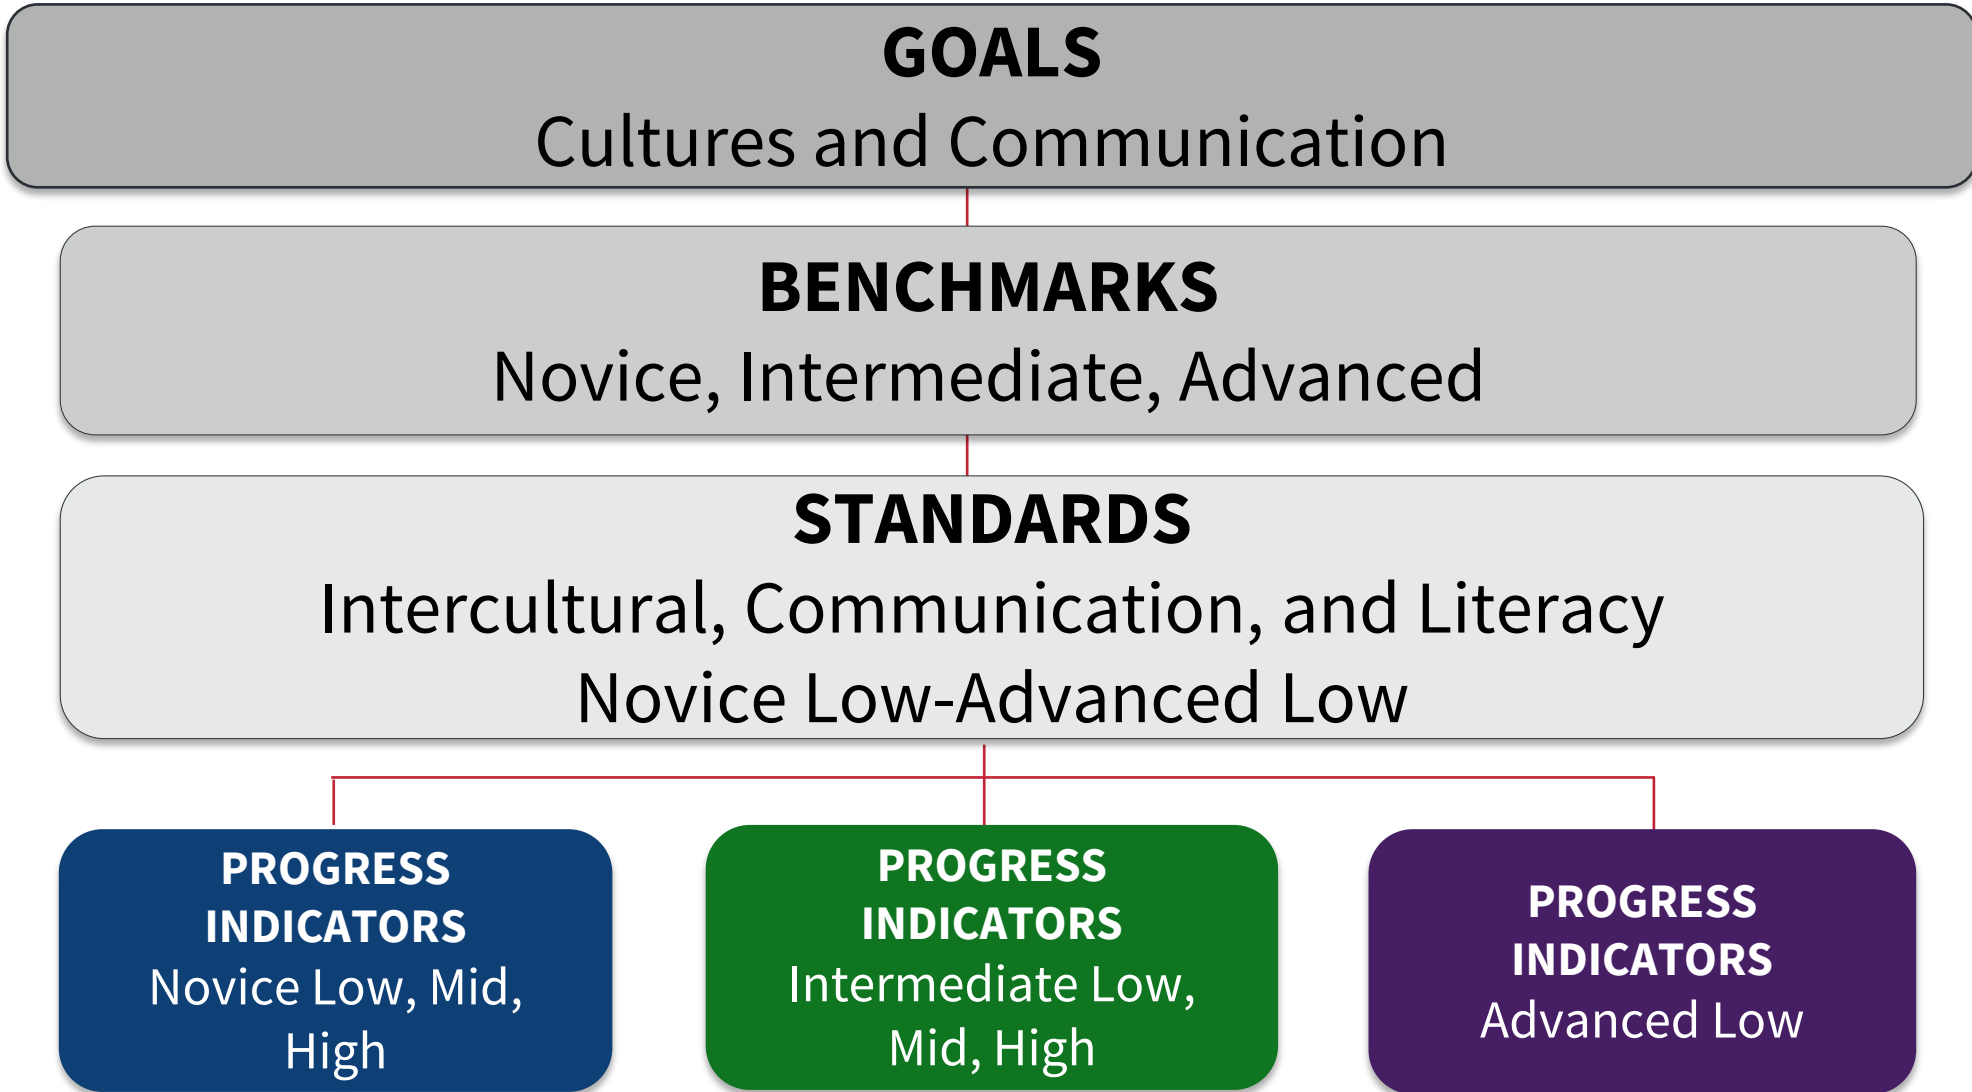 GOALS
Cultures and Communication
BENCHMARKS
Novice, Intermediate, Advanced
STANDARDS
Intercultural, Communication, and Literacy
Novice Low-Advanced Low
PROGRESS
INDICATORS
Novice Low, Mid,
High
PROGRESS
INDICATORS
Intermediate Low,
Mid, High
PROGRESS
INDICATORS
Advanced Low